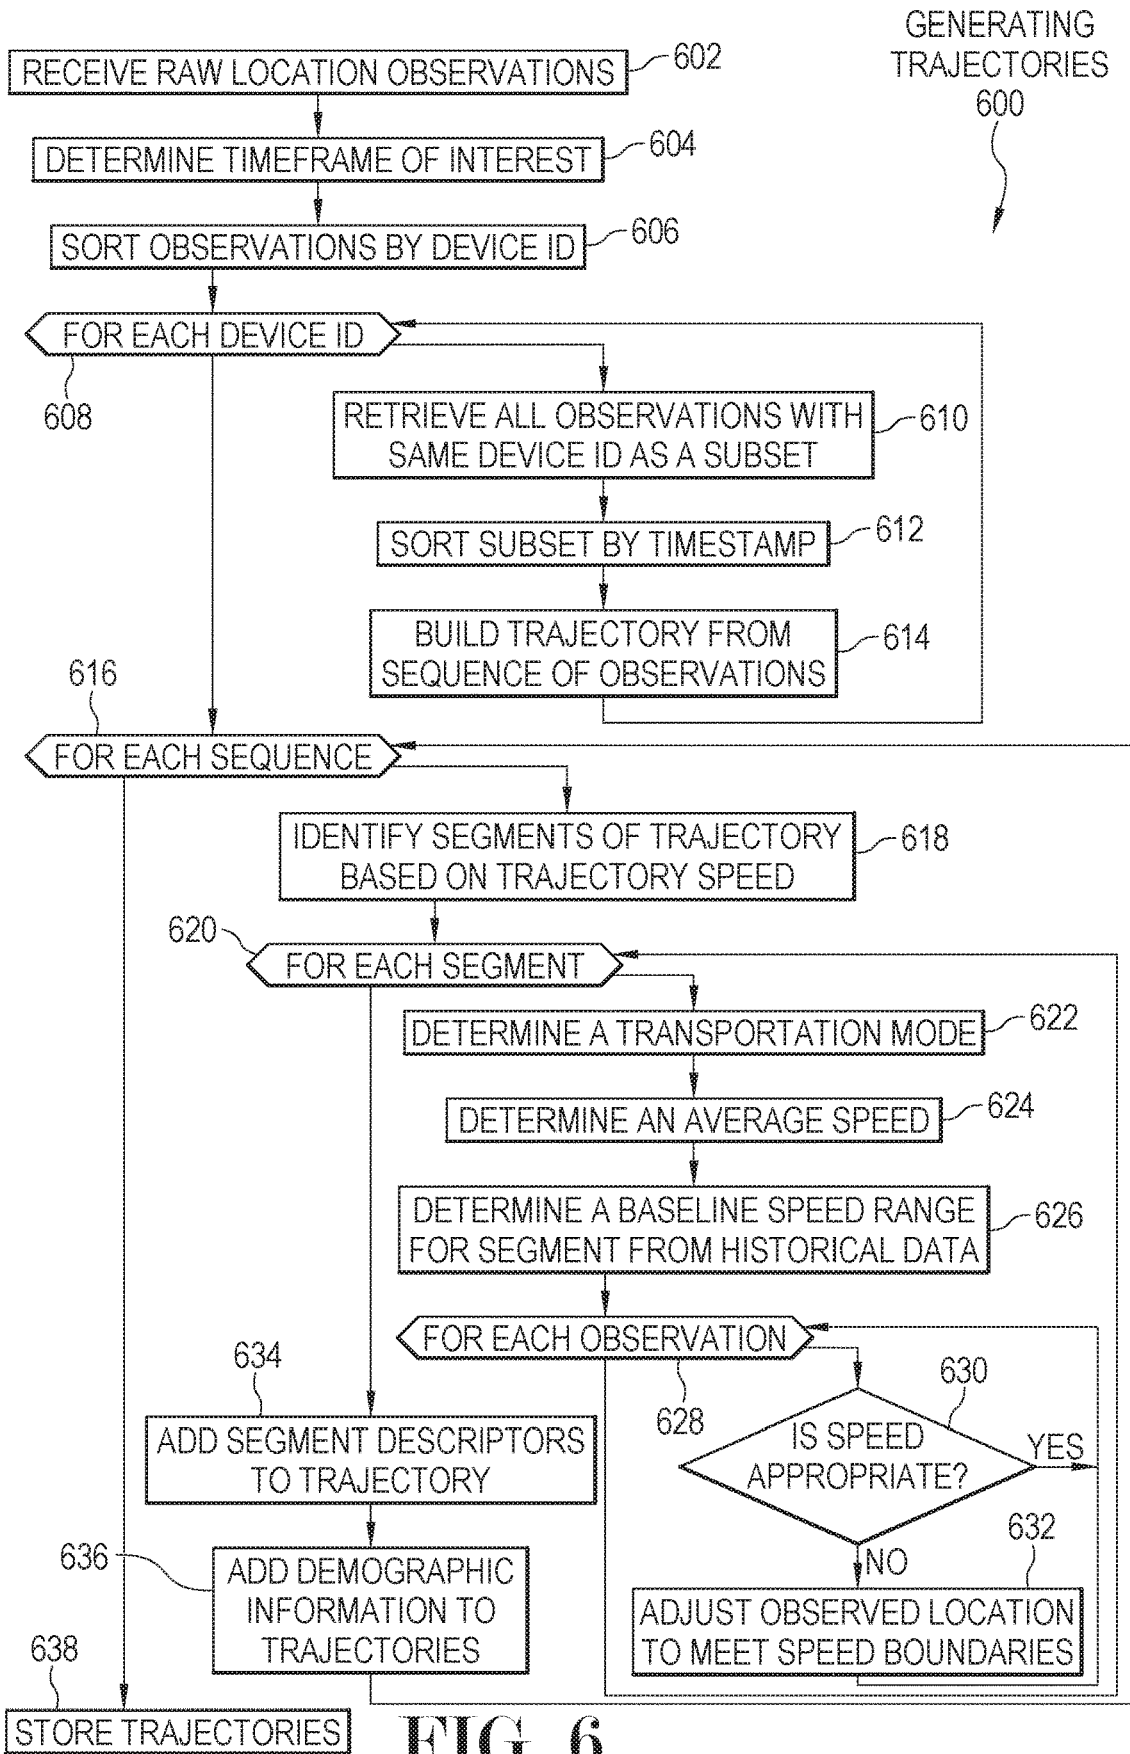 GENERATING
TRAJECTORIES
600
RECEIVE RAW LOCATION OBSERVATIONS
602
DETERMINE TIMEFRAME OF INTEREST
604
SORT OBSERVATIONS BY DEVICE ID
606
FOR EACH DEVICE ID
608
RETRIEVE ALL OBSERVATIONS WITH
SAME DEVICE ID AS A SUBSET
610
SORT SUBSET BY TIMESTAMP
612
BUILD TRAJECTORY FROM
SEQUENCE OF OBSERVATIONS
614
616
FOR EACH SEQUENCE
IDENTIFY SEGMENTS OF TRAJECTORY
BASED ON TRAJECTORY SPEED
618
620
FOR EACH SEGMENT
DETERMINE A TRANSPORTATION MODE
622
DETERMINE AN AVERAGE SPEED
624
DETERMINE A BASELINE SPEED RANGE
FOR SEGMENT FROM HISTORICAL DATA
626
FOR EACH OBSERVATION
628
630
IS SPEED
APPROPRIATE?
YES
NO
632
ADJUST OBSERVED LOCATION
TO MEET SPEED BOUNDARIES
634
ADD SEGMENT DESCRIPTORS
TO TRAJECTORY
636
ADD DEMOGRAPHIC
INFORMATION TO
TRAJECTORIES
638
STORE TRAJECTORIES
FIG. 6